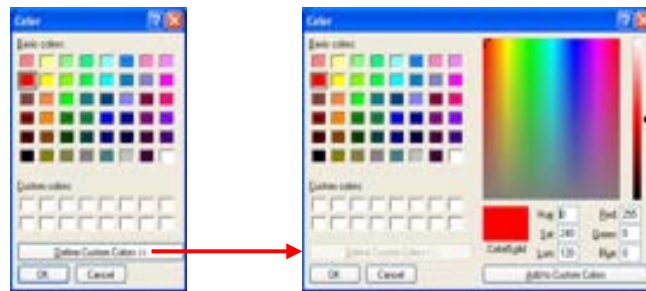 Color
Basic colors:
Custom colors:
Define Custom Colors >>
OK Cancel
Color
Basic colors:
Custom colors:
Define Custom Colors >>
OK Cancel
Color|Solid
Hue: 0 Red: 255
Sat: 240 Green: 0
Lum: 120 Blue: 0
Add to Custom Colors